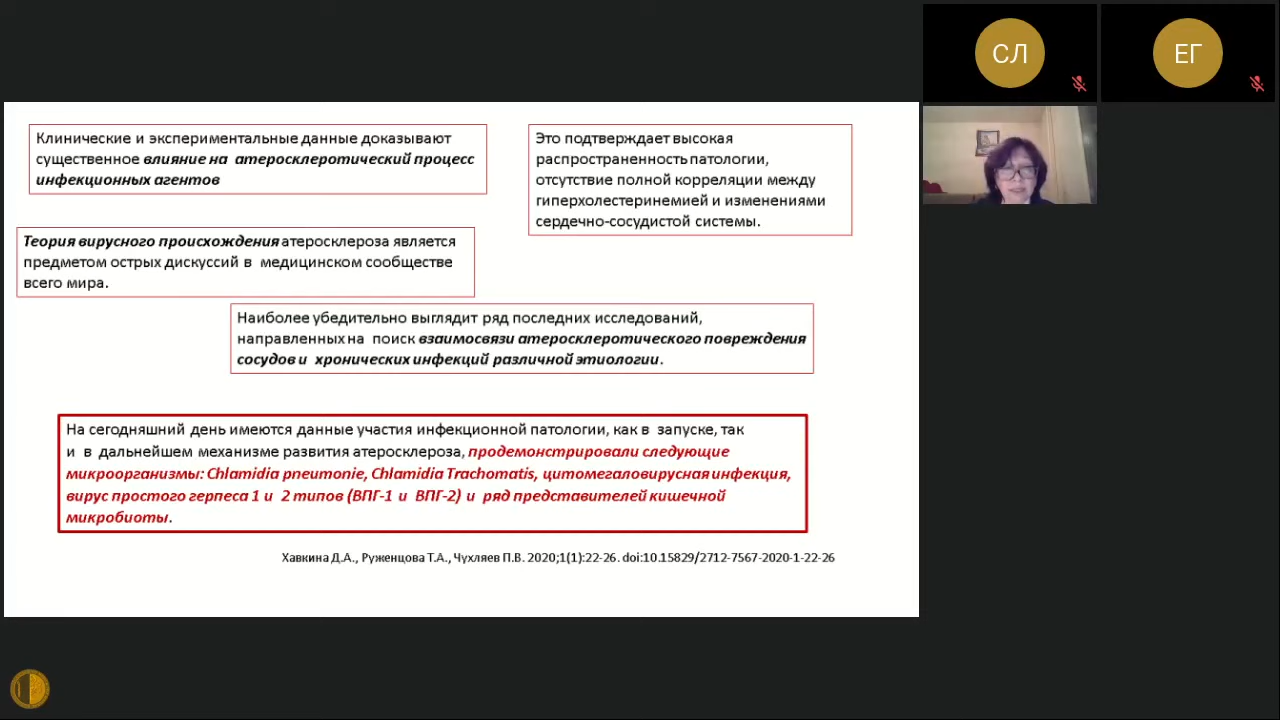 СЛ
ЕГ
Клинические и экспериментальные данные доказывают
существенное влияние на атеросклеротический процесс
инфекционных агентов
Это подтверждает высокая
распространенность патологии,
отсутствие полной корреляции между
гиперхолестеринемией и изменениями
сердечно-сосудистой системы.
Теория вирусного происхождения атеросклероза является
предметом острых дискуссий в медицинском сообществе
всего мира.
Наиболее убедительно выглядит ряд последних исследований,
направленных на поиск взаимосвязи атеросклеротического повреждения
сосудов и хронических инфекций различной этиологии.
На сегодняшний день имеются данные участия инфекционной патологии, как в запуске, так
и в дальнейшем механизме развития атеросклероза, продемонстрировали следующие
микроорганизмы: Chlamidia pneumonie, Chlamidia Trachomatis, цитомегаловирусная инфекция,
вирус простого герпеса 1 и 2 типов (ВПГ-1 и ВПГ-2) и ряд представителей кишечной
микробиоты.
Хавкина Д.А., Руженцова Т.А., Чухляев П.В. 2020;1(1):22-26. doi:10.15829/2712-7567-2020-1-22-26